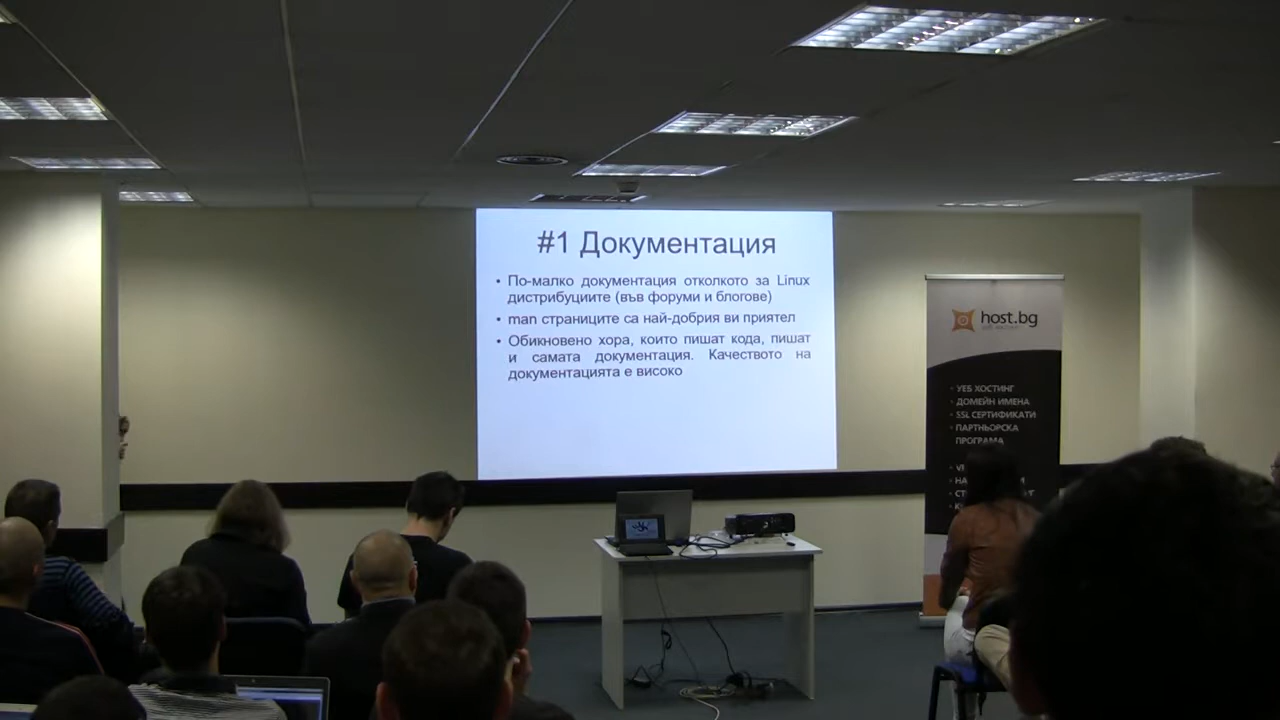 #1 Документация
• По-малко документация отколкото за Linux
дистрибуциите (във форуми и блогове)
• man страниците са най-добрия ви приятел
• Обикновено хора, които пишат кода, пишат
и самата документация. Качеството на
документацията е високо
host.bg
• УЕБ ХОСТИНГ
• ДОМЕЙН ИМЕНА
• SSL СЕРТИФИКАТИ
• ПАРТНЬОРСКА
ПРОГРАМА